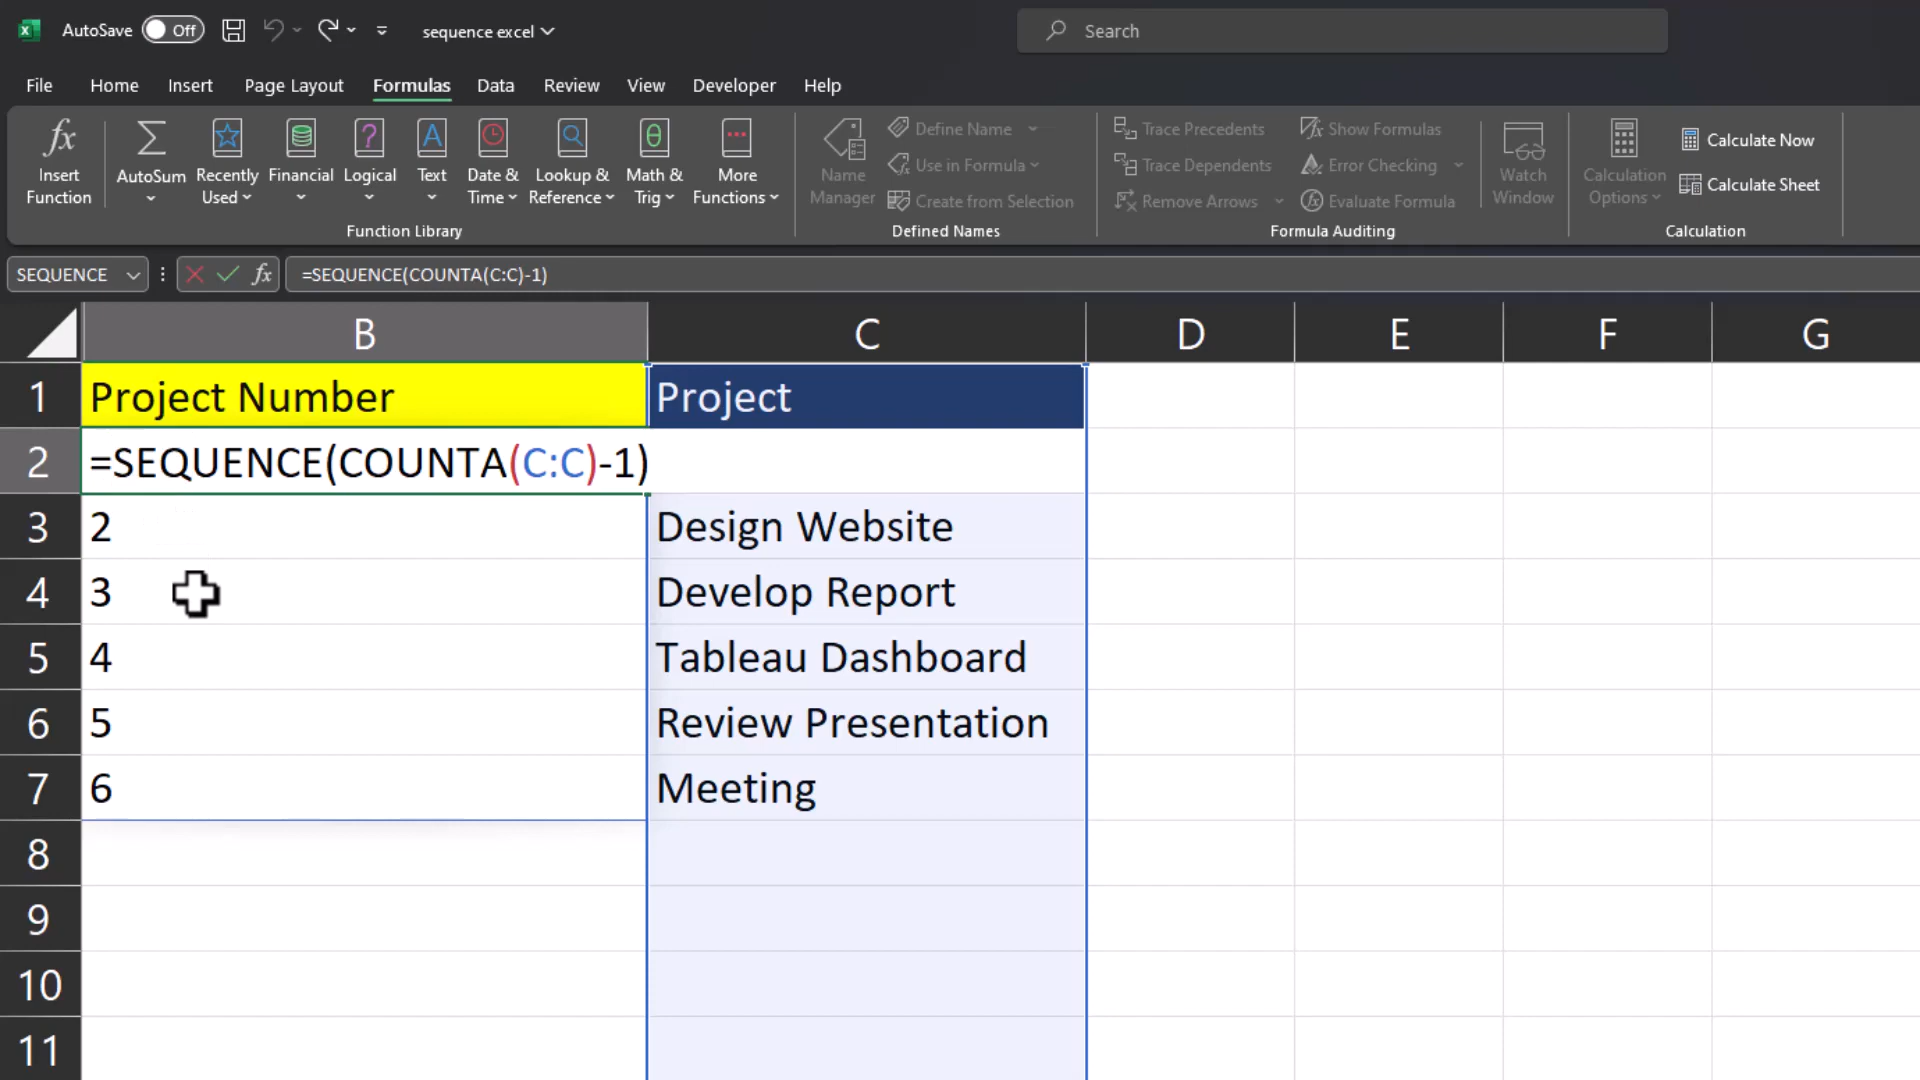 AutoSave Off sequence excel Search
File Home Insert Page Layout Formulas Data Review View Developer Help
Insert Function
AutoSum
Recently Used
Financial
Logical
Text
Date & Time
Lookup & Reference
Math & Trig
More Functions
Function Library
Name Manager
Define Name
Use in Formula
Create from Selection
Defined Names
Trace Precedents
Trace Dependents
Remove Arrows
Show Formulas
Error Checking
Evaluate Formula
Formula Auditing
Watch Window
Calculation Options
Calculate Now
Calculate Sheet
Calculation
SEQUENCE fx =SEQUENCE(COUNTA(C:C)-1)
B C D E F G
1 Project Number Project
2 =SEQUENCE(COUNTA(C:C)-1)
3 2 Design Website
4 3 Develop Report
5 4 Tableau Dashboard
6 5 Review Presentation
7 6 Meeting
8
9
10
11